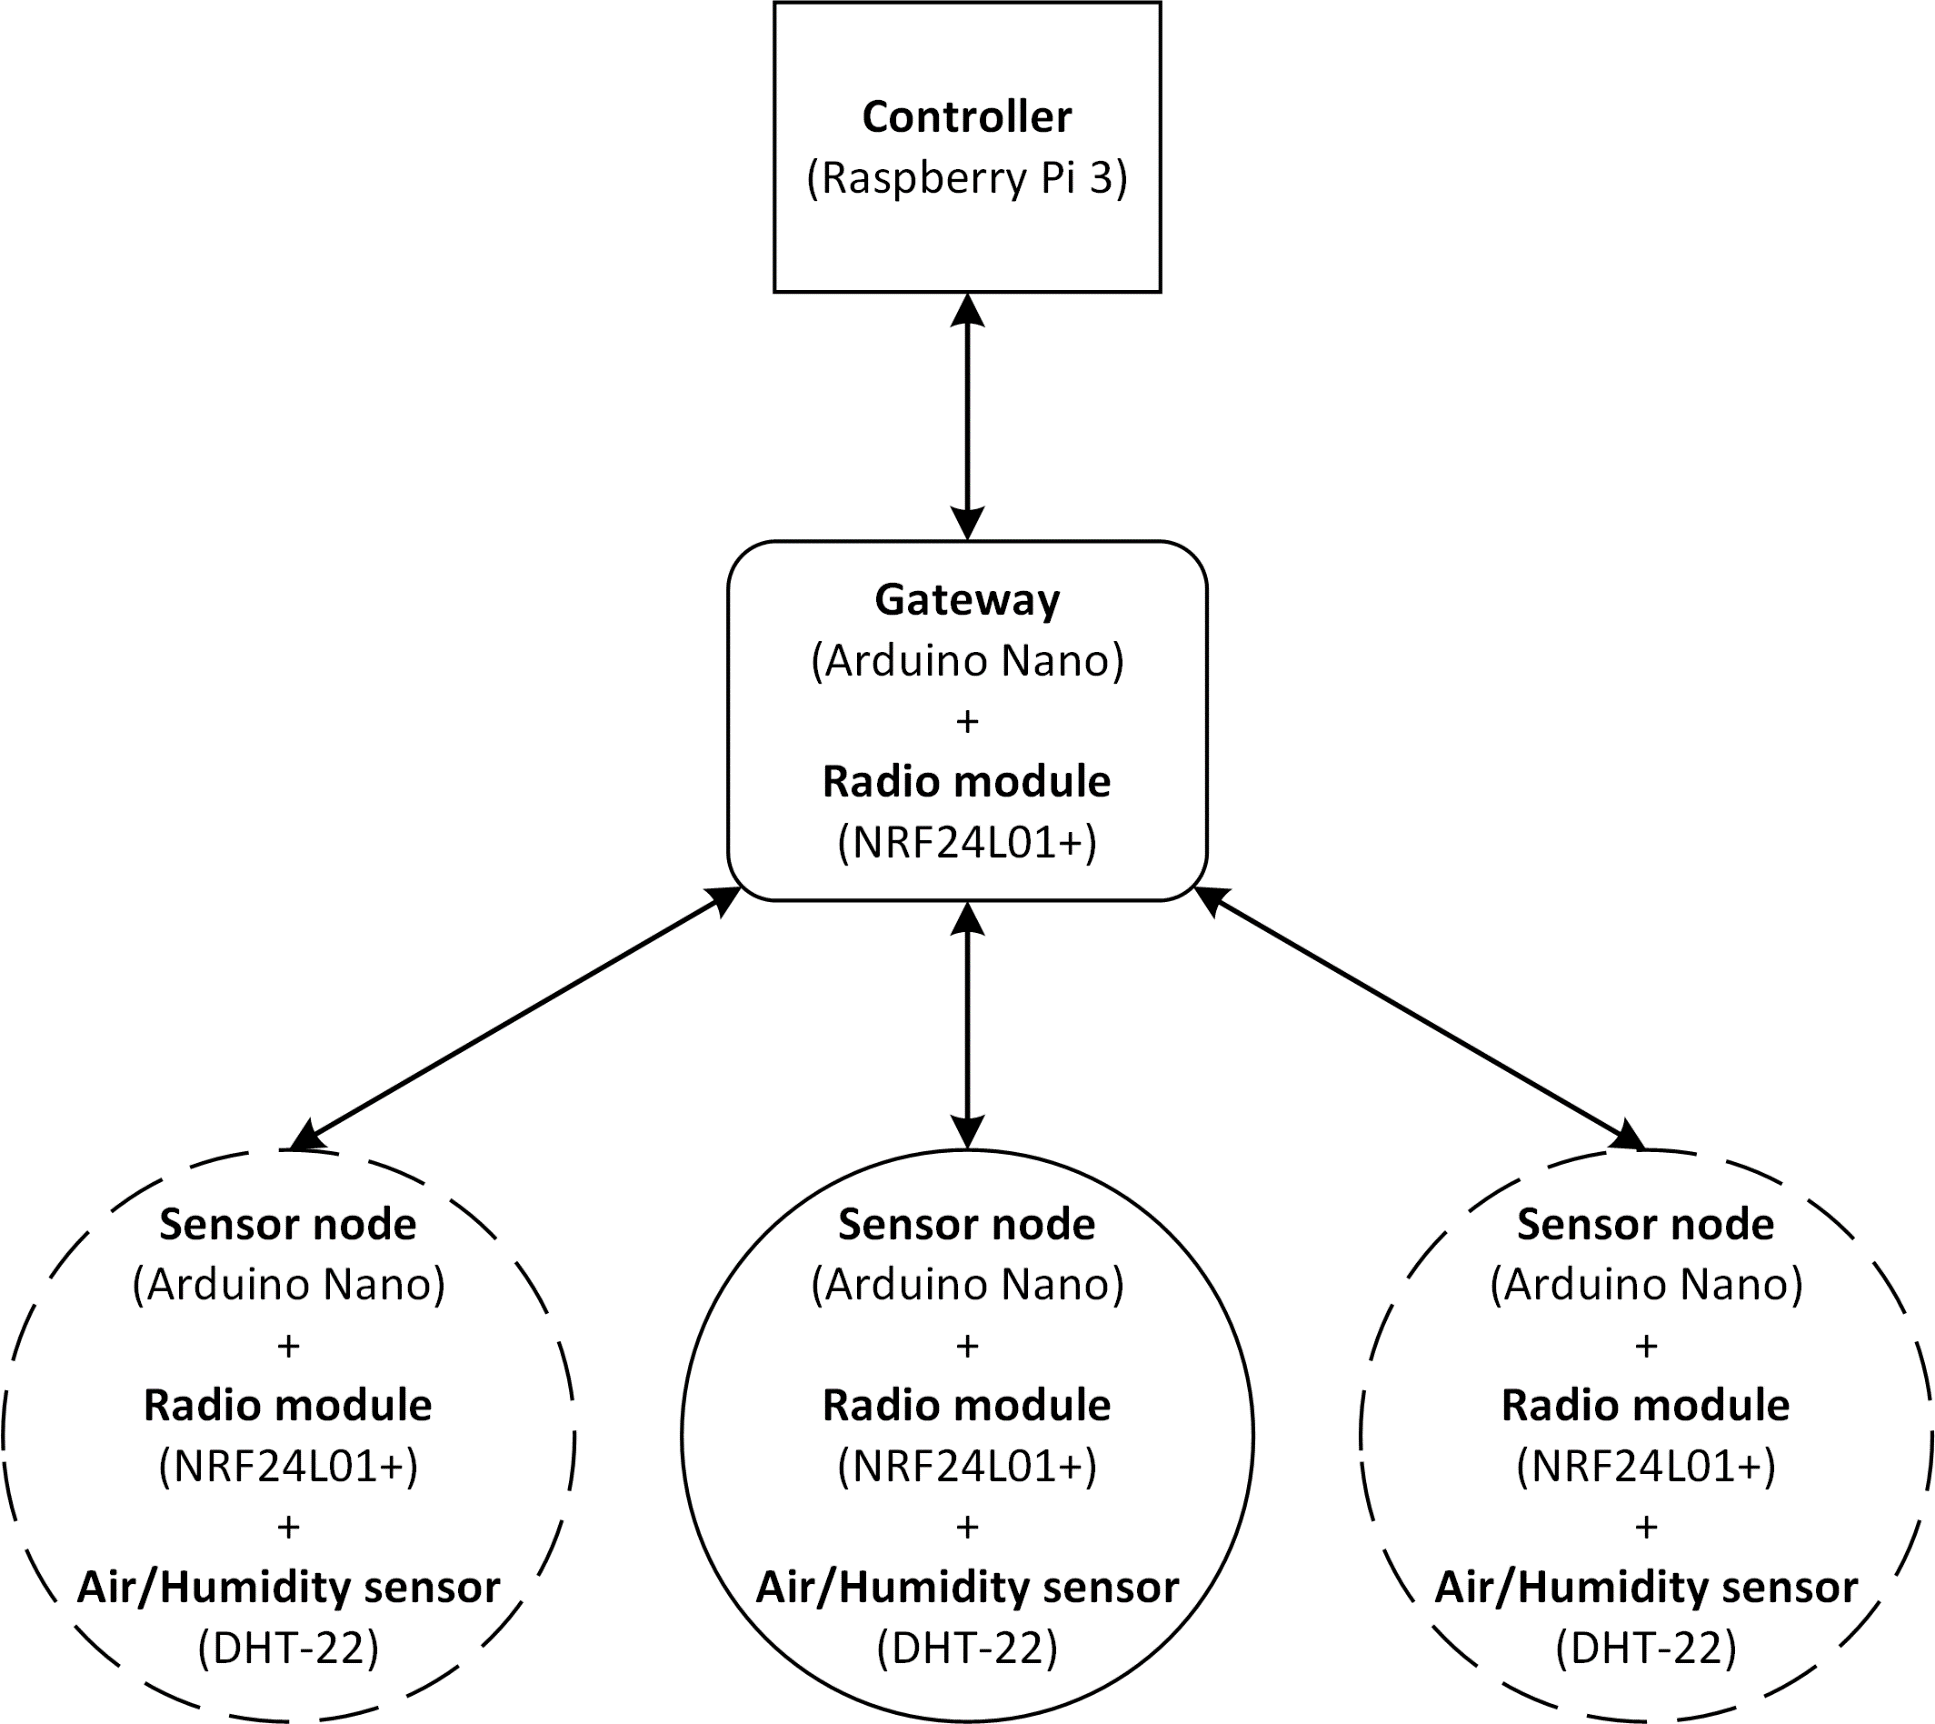 Controller
(Raspberry Pi 3)
Gateway
(Arduino Nano)
+
Radio module
(NRF24L01+)
Sensor node
(Arduino Nano)
+
Radio module
(NRF24L01+)
+
Air/Humidity sensor
(DHT-22)
Sensor node
(Arduino Nano)
+
Radio module
(NRF24L01+)
+
Air/Humidity sensor
(DHT-22)
Sensor node
(Arduino Nano)
+
Radio module
(NRF24L01+)
+
Air/Humidity sensor
(DHT-22)